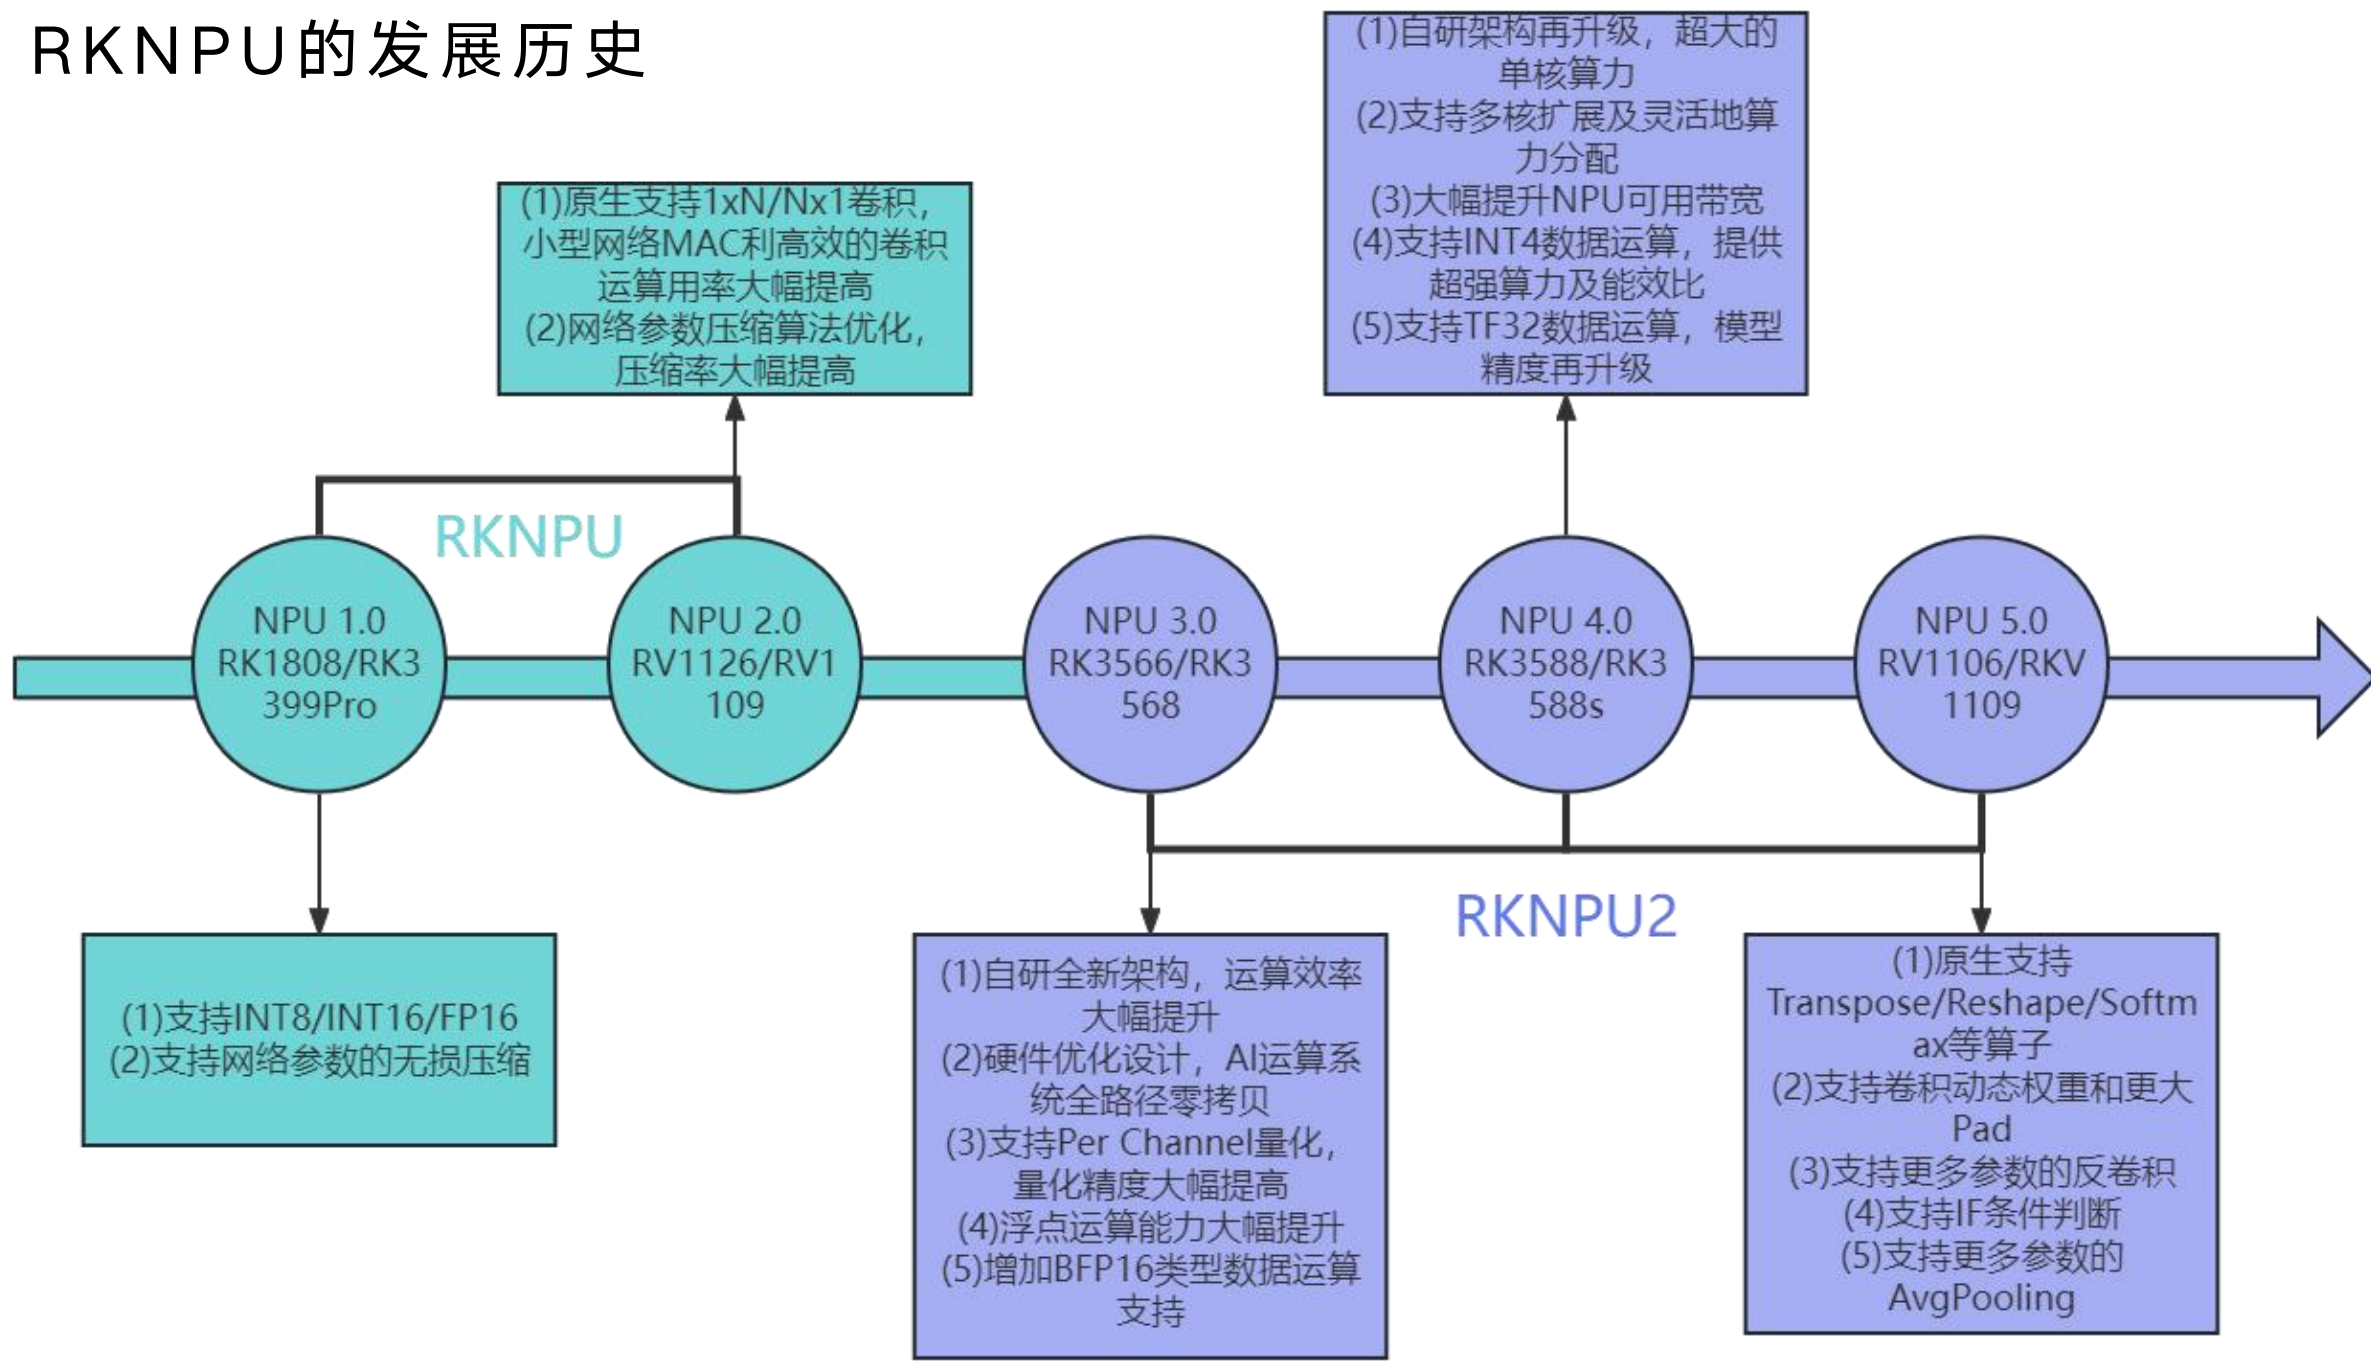 RKNPU的发展历史
(1)自研架构再升级，超大的
单核算力
(2)支持多核扩展及灵活地算
力分配
(3)大幅提升NPU可用带宽
(4)支持INT4数据运算，提供
超强算力及能效比
(5)支持TF32数据运算，模型
精度再升级
(1)原生支持1xN/Nx1卷积，
小型网络MAC利高效的卷积
运算用率大幅提高
(2)网络参数压缩算法优化，
压缩率大幅提高
RKNPU
NPU 1.0
RK1808/RK3
399Pro
NPU 2.0
RV1126/RV1
109
NPU 3.0
RK3566/RK3
568
NPU 4.0
RK3588/RK3
588s
NPU 5.0
RV1106/RKV
1109
RKNPU2
(1)支持INT8/INT16/FP16
(2)支持网络参数的无损压缩
(1)自研全新架构，运算效率
大幅提升
(2)硬件优化设计，AI运算系
统全路径零拷贝
(3)支持Per Channel量化，
量化精度大幅提高
(4)浮点运算能力大幅提升
(5)增加BFP16类型数据运算
支持
(1)原生支持
Transpose/Reshape/Softm
ax等算子
(2)支持卷积动态权重和更大
Pad
(3)支持更多参数的反卷积
(4)支持IF条件判断
(5)支持更多参数的
AvgPooling